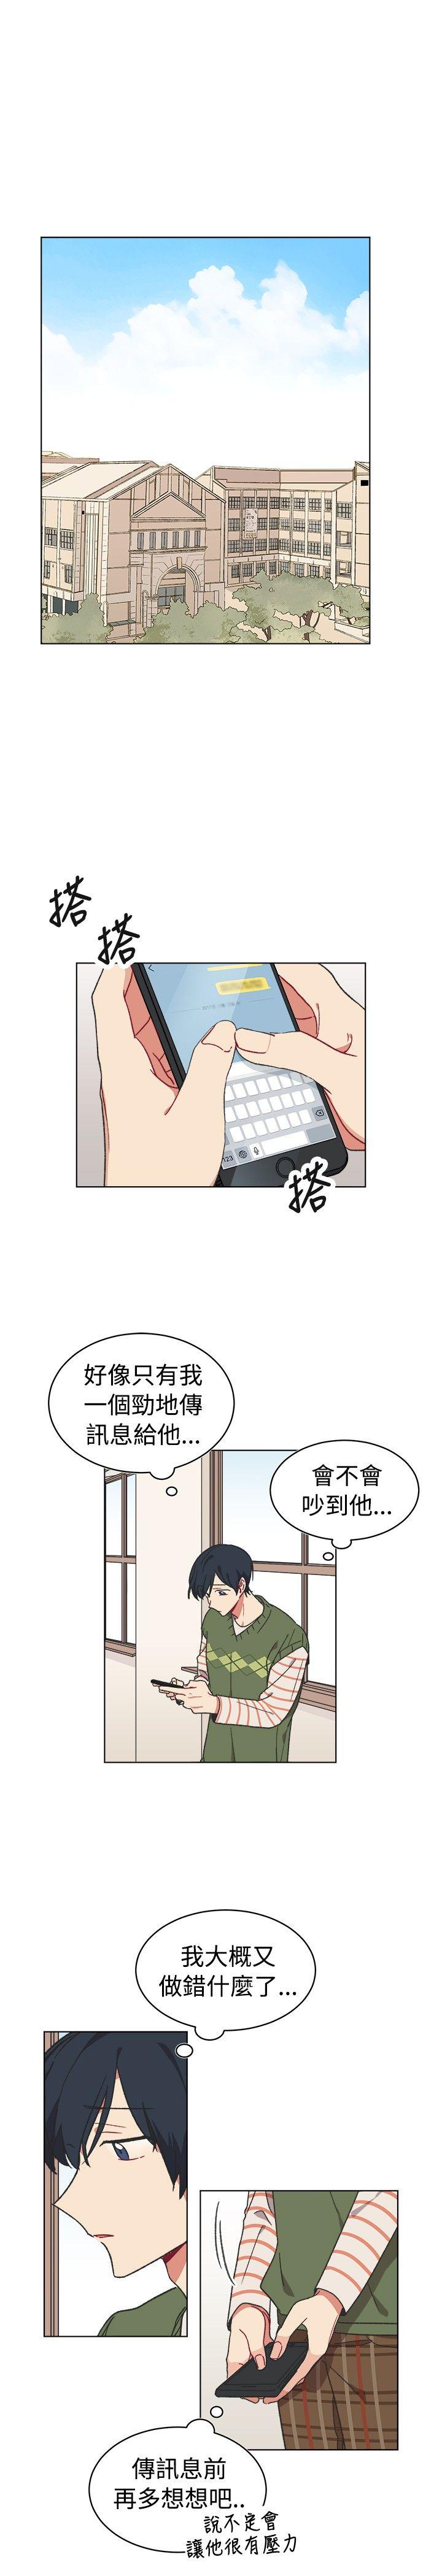 搭
搭
123
搭
好像只有我
一個勁地傳
訊息給他...
會不會
吵到他...
我大概又
做錯什麼了...
傳訊息前
再多想想吧..
說不定會
讓他很有壓力